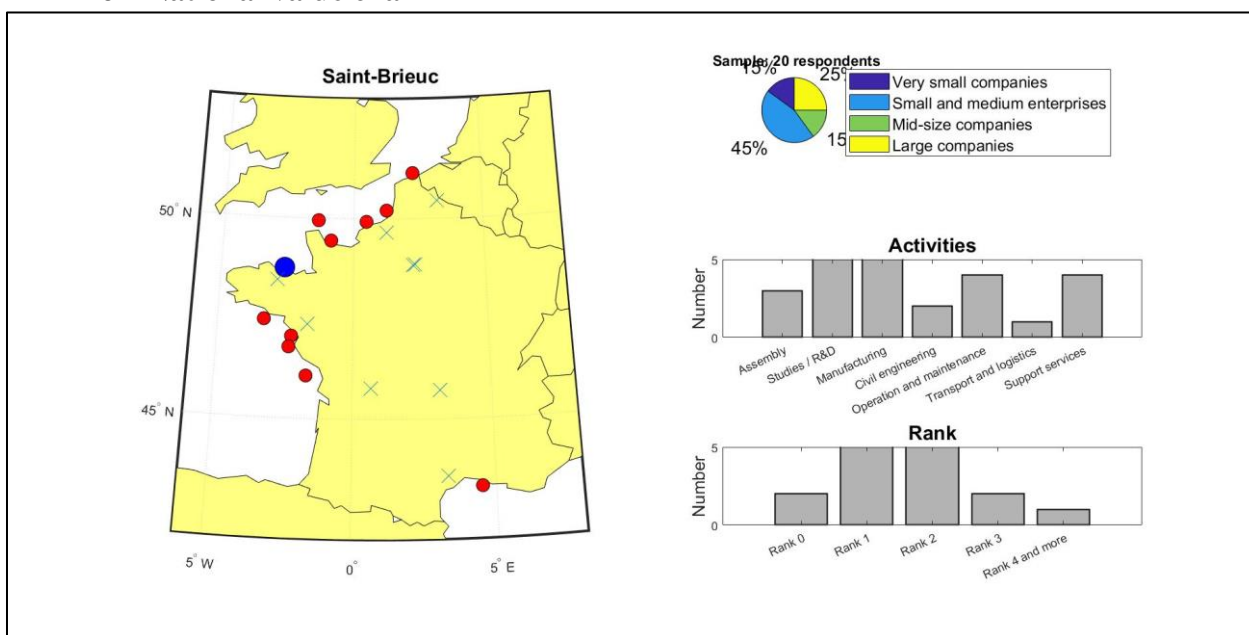 Saint-Brieuc
50° N
45° N
5° W
0°
5° E
Sample: 20 respondents
15%
25%
45%
15%
Very small companies
Small and medium enterprises
Mid-size companies
Large companies
Activities
Number
5
0
Assembly
Studies / R&D
Manufacturing
Civil engineering
Operation and maintenance
Transport and logistics
Support services
Rank
Number
5
0
Rank 0
Rank 1
Rank 2
Rank 3
Rank 4 and more